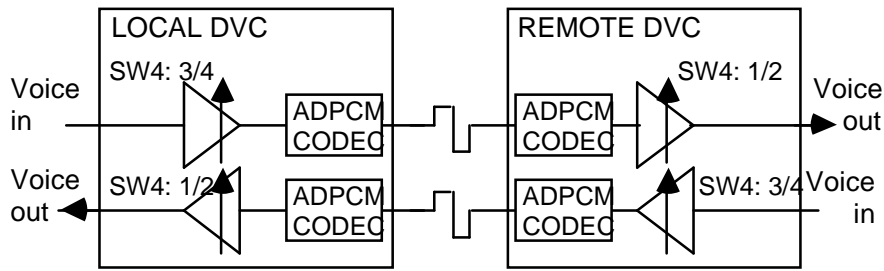 LOCAL DVC
REMOTE DVC
SW4: 3/4
SW4: 1/2
Voice
in
ADPCM
CODEC
ADPCM
CODEC
Voice
out
Voice
out
SW4: 1/2
ADPCM
CODEC
ADPCM
CODEC
SW4: 3/4
Voice
in